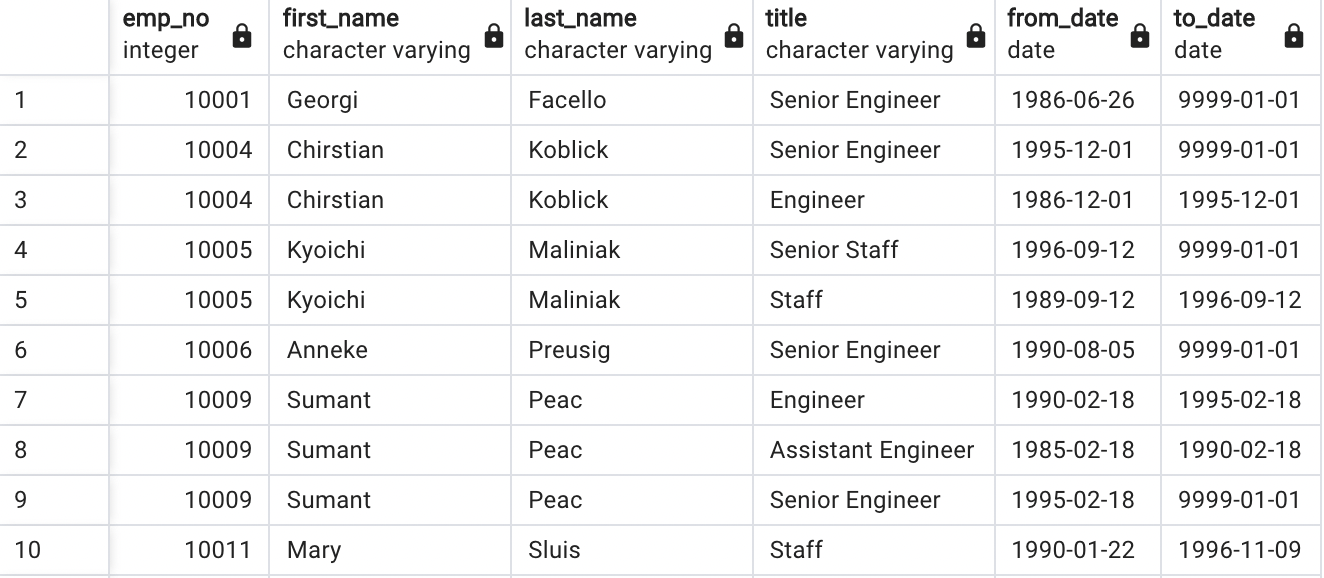 emp_no first_name last_name title from_date to_date
integer character varying character varying character varying date date
1 10001 Georgi Facello Senior Engineer 1986-06-26 9999-01-01
2 10004 Chirstian Koblick Senior Engineer 1995-12-01 9999-01-01
3 10004 Chirstian Koblick Engineer 1986-12-01 1995-12-01
4 10005 Kyoichi Maliniak Senior Staff 1996-09-12 9999-01-01
5 10005 Kyoichi Maliniak Staff 1989-09-12 1996-09-12
6 10006 Anneke Preusig Senior Engineer 1990-08-05 9999-01-01
7 10009 Sumant Peac Engineer 1990-02-18 1995-02-18
8 10009 Sumant Peac Assistant Engineer 1985-02-18 1990-02-18
9 10009 Sumant Peac Senior Engineer 1995-02-18 9999-01-01
10 10011 Mary Sluis Staff 1990-01-22 1996-11-09